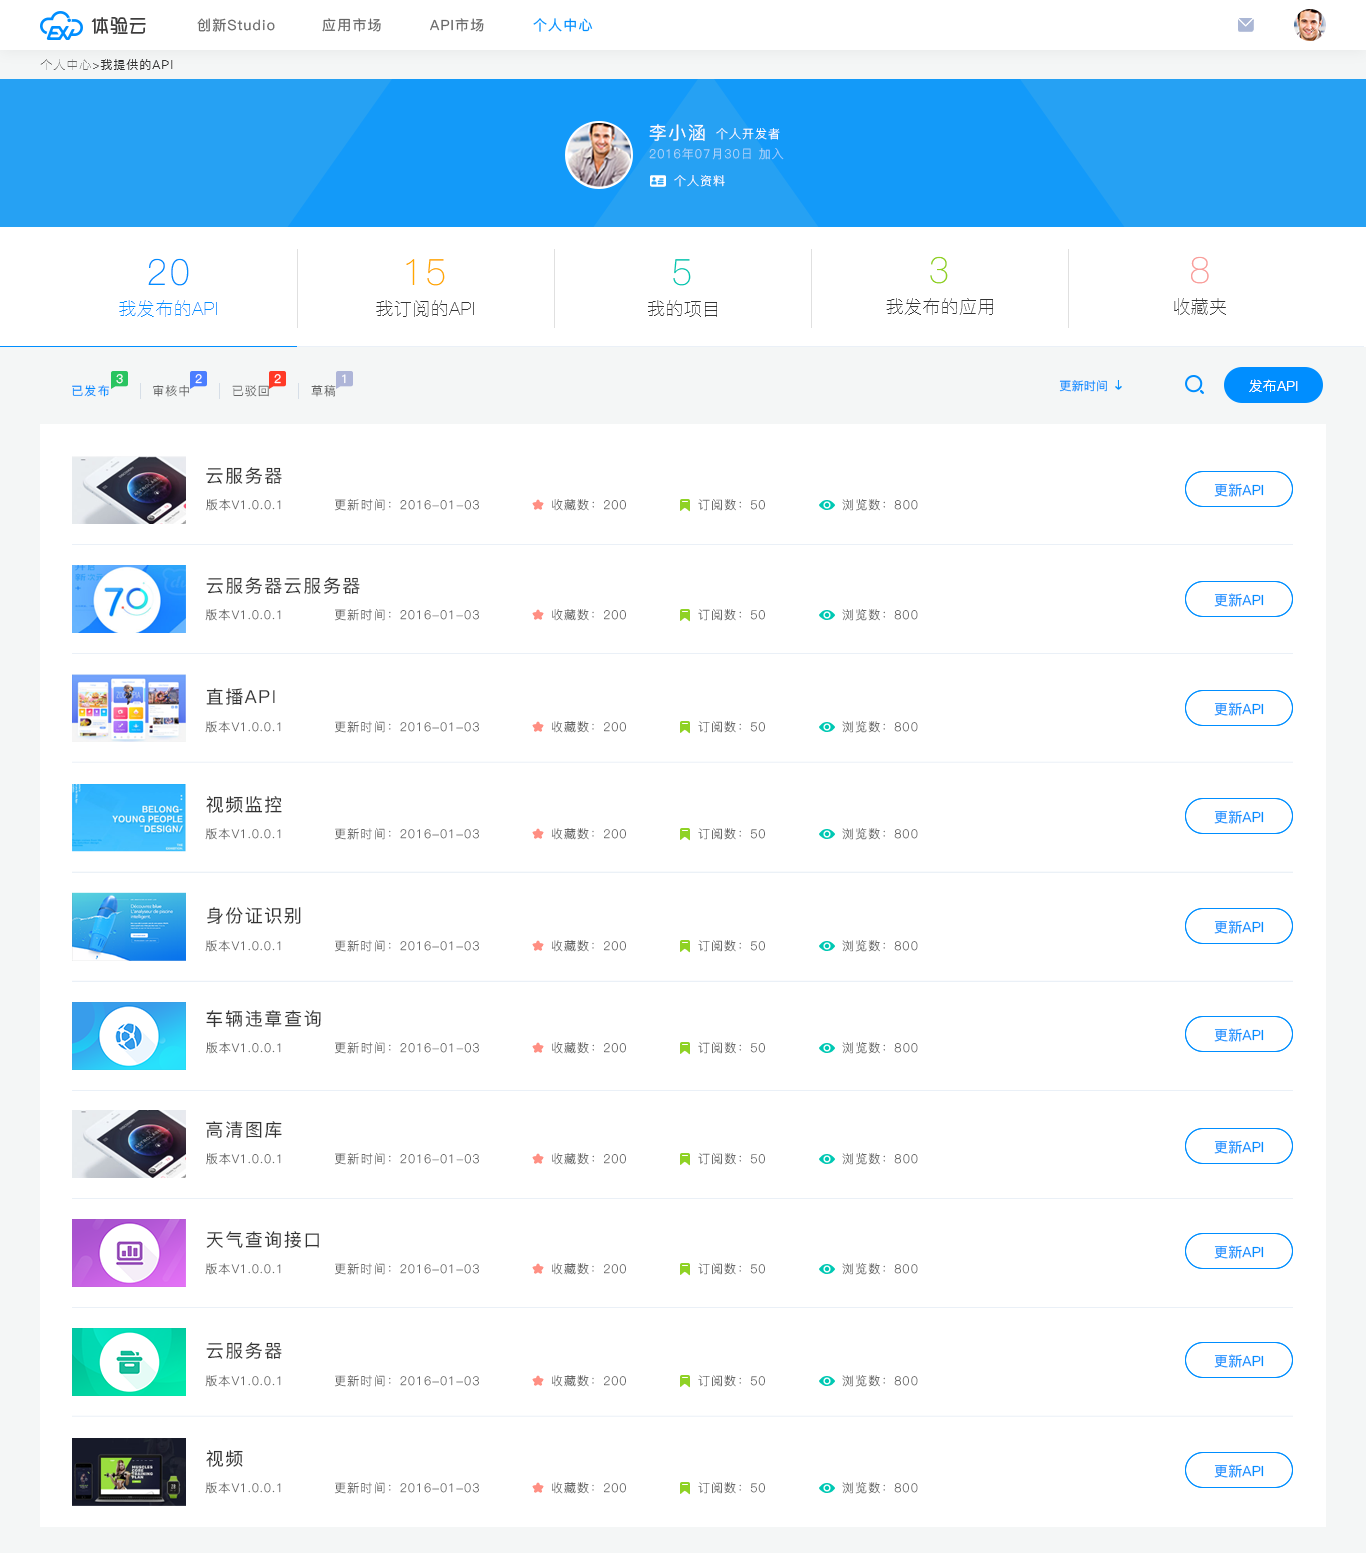 EXP 体验云 创新Studio 应用市场 API市场 个人中心
个人中心>我提供的API
李小涵 个人开发者
2016年07月30日 加入
个人资料
20 15 5 3 8
我发布的API 我订阅的API 我的项目 我发布的应用 收藏夹
已发布 3 审核中 2 已驳回 2 草稿 1 更新时间 发布API
云服务器
版本V1.0.0.1 更新时间：2016-01-03 收藏数：200 订阅数：50 浏览数：800 更新API
70
云服务器云服务器
版本V1.0.0.1 更新时间：2016-01-03 收藏数：200 订阅数：50 浏览数：800 更新API
直播API
版本V1.0.0.1 更新时间：2016-01-03 收藏数：200 订阅数：50 浏览数：800 更新API
BELONG-
YOUNG PEOPLE
"DESIGN/
视频监控
版本V1.0.0.1 更新时间：2016-01-03 收藏数：200 订阅数：50 浏览数：800 更新API
身份证识别
版本V1.0.0.1 更新时间：2016-01-03 收藏数：200 订阅数：50 浏览数：800 更新API
车辆违章查询
版本V1.0.0.1 更新时间：2016-01-03 收藏数：200 订阅数：50 浏览数：800 更新API
高清图库
版本V1.0.0.1 更新时间：2016-01-03 收藏数：200 订阅数：50 浏览数：800 更新API
天气查询接口
版本V1.0.0.1 更新时间：2016-01-03 收藏数：200 订阅数：50 浏览数：800 更新API
云服务器
版本V1.0.0.1 更新时间：2016-01-03 收藏数：200 订阅数：50 浏览数：800 更新API
MUSCLES
CORE
TRAINING
PLAN
视频
版本V1.0.0.1 更新时间：2016-01-03 收藏数：200 订阅数：50 浏览数：800 更新API